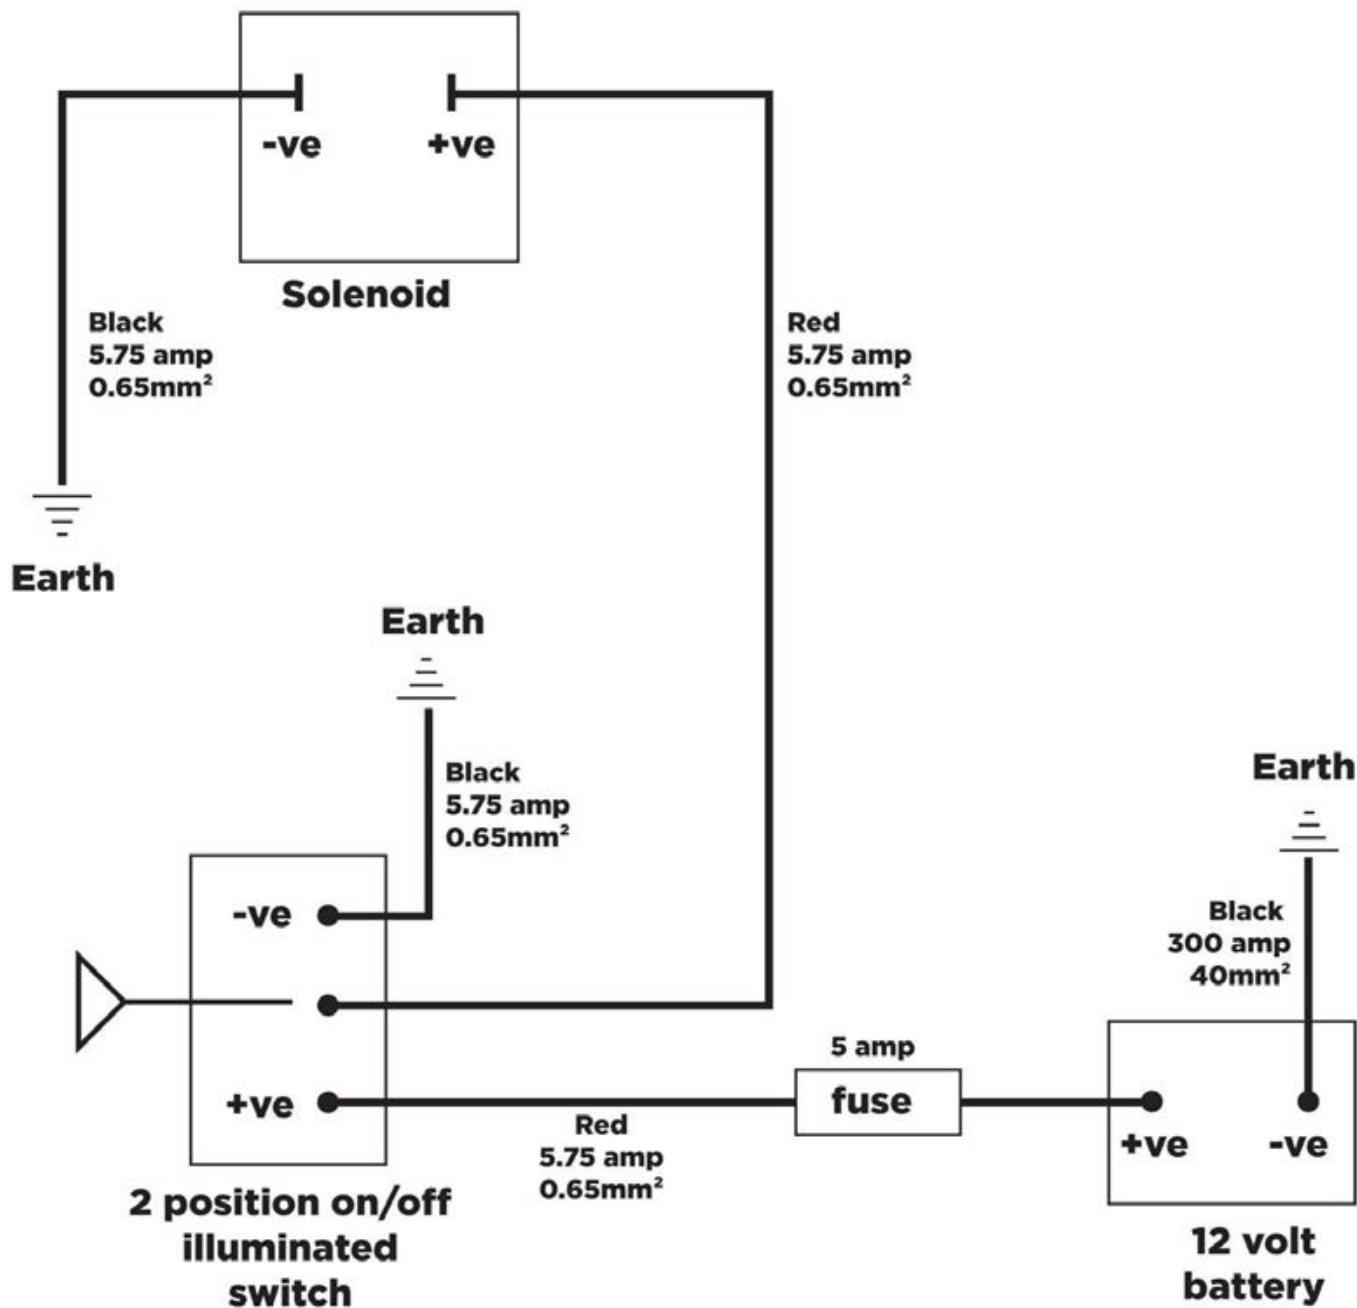 -ve
+ve
Solenoid
Black
5.75 amp
0.65mm²
Red
5.75 amp
0.65mm²
Earth
Earth
Black
5.75 amp
0.65mm²
Earth
Black
300 amp
40mm²
-ve
+ve
5 amp
fuse
Red
5.75 amp
0.65mm²
+ve
-ve
2 position on/off
illuminated
switch
12 volt
battery